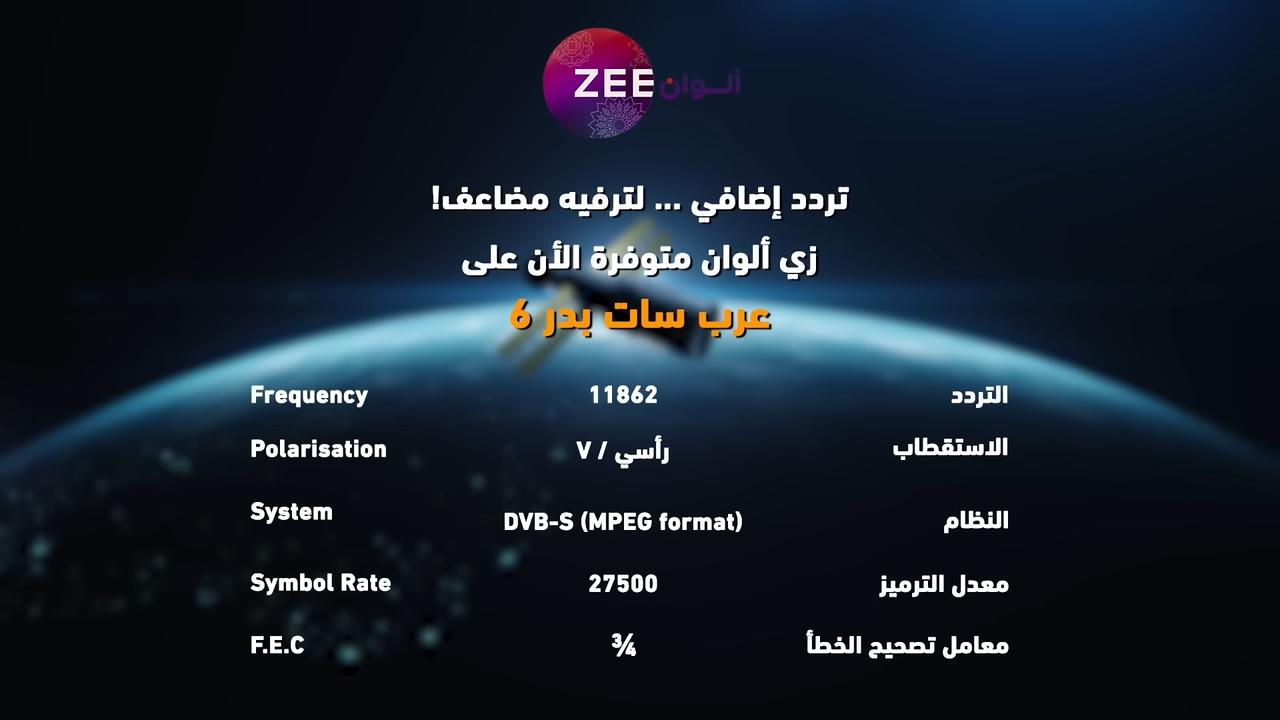 ZEE ألوان
تردد إضافي ... لترفيه مضاعف!
زي ألوان متوفرة الأن على
عرب سات بدر 6
Frequency 11862 التردد
Polarisation رأسي / V الاستقطاب
System DVB-S (MPEG format) النظام
Symbol Rate 27500 معدل الترميز
F.E.C ¾ معامل تصحيح الخطأ